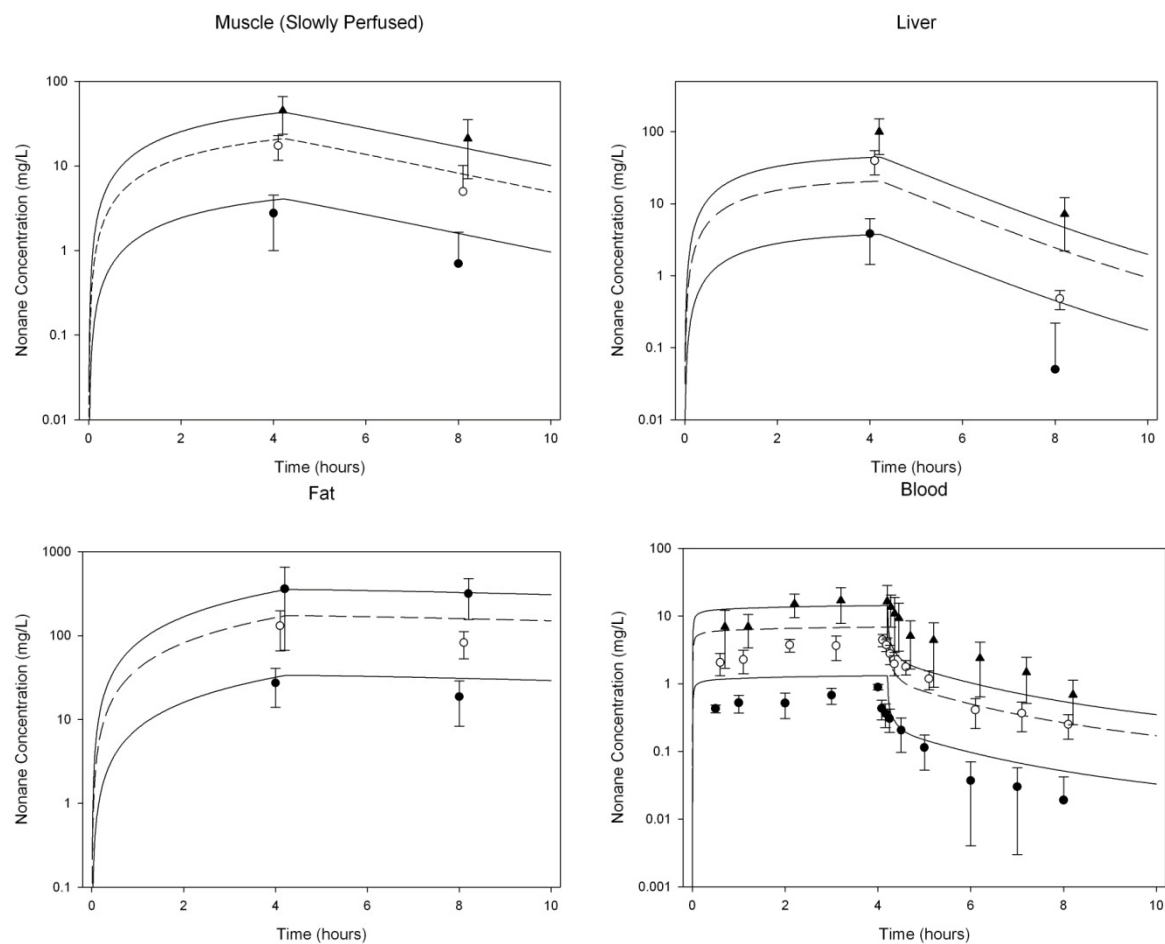 Muscle (Slowly Perfused)
Nonane Concentration (mg/L)
100
10
1
0.1
0.01
0 2 4 6 8 10
Time (hours)
Liver
Nonane Concentration (mg/L)
100
10
1
0.1
0.01
0 2 4 6 8 10
Time (hours)
Fat
Nonane Concentration (mg/L)
1000
100
10
1
0.1
0 2 4 6 8 10
Time (hours)
Blood
Nonane Concentration (mg/L)
100
10
1
0.1
0.01
0.001
0 2 4 6 8 10
Time (hours)